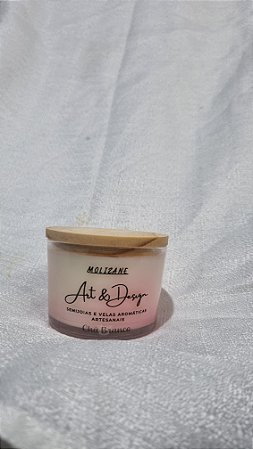 MOLIZANE
Art & Design
SEMIJOIAS E VELAS AROMÁTICAS
ARTESANAIS
Chá Branco